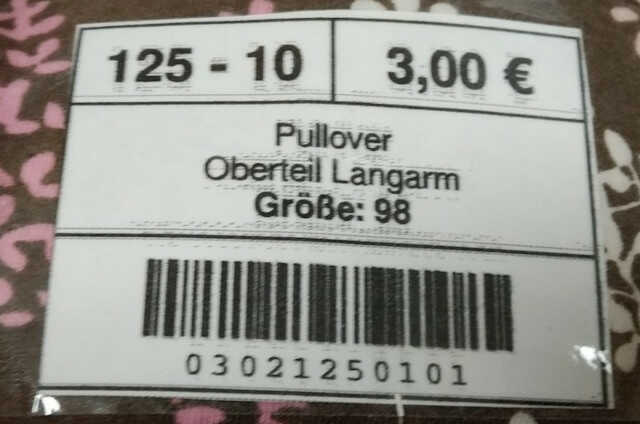 125 - 10
3,00 €
Pullover
Oberteil Langarm
Größe: 98
03021250101